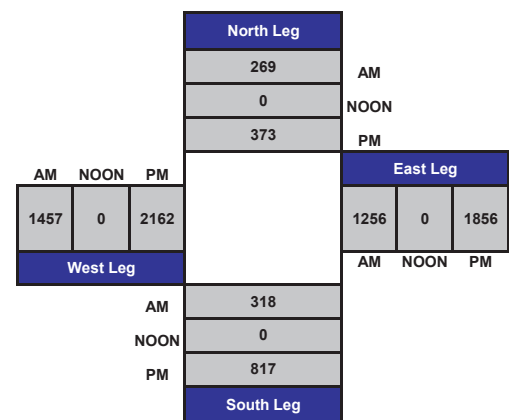 North Leg
269 AM
0 NOON
373 PM
AM NOON PM
East Leg
1457 0 2162
1256 0 1856
West Leg
AM NOON PM
AM 318
NOON 0
PM 817
South Leg